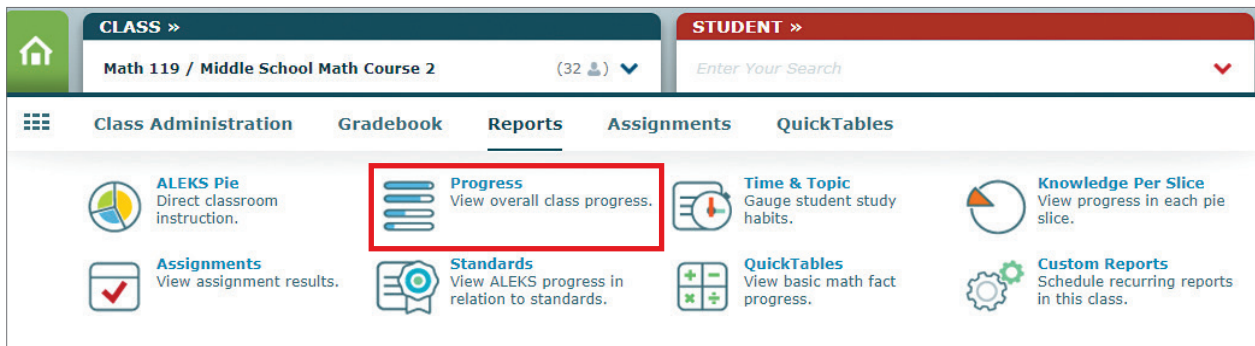 CLASS »
Math 119 / Middle School Math Course 2 (32)
STUDENT »
Enter Your Search
Class Administration Gradebook Reports Assignments QuickTables
ALEKS Pie
Direct classroom
instruction.
Progress
View overall class progress.
Time & Topic
Gauge student study
habits.
Knowledge Per Slice
View progress in each pie
slice.
Assignments
View assignment results.
Standards
View ALEKS progress in
relation to standards.
QuickTables
View basic math fact
progress.
Custom Reports
Schedule recurring reports
in this class.